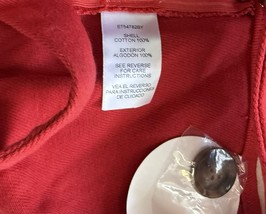 SHELL
COTTON 100%
EXTERIOR
ALGODON 100%
SEE REVERSE
FOR CARE
INSTRUCTIONS
VEA EL REVERSO
PARA INSTRUCCIONES
DE CUIDADO